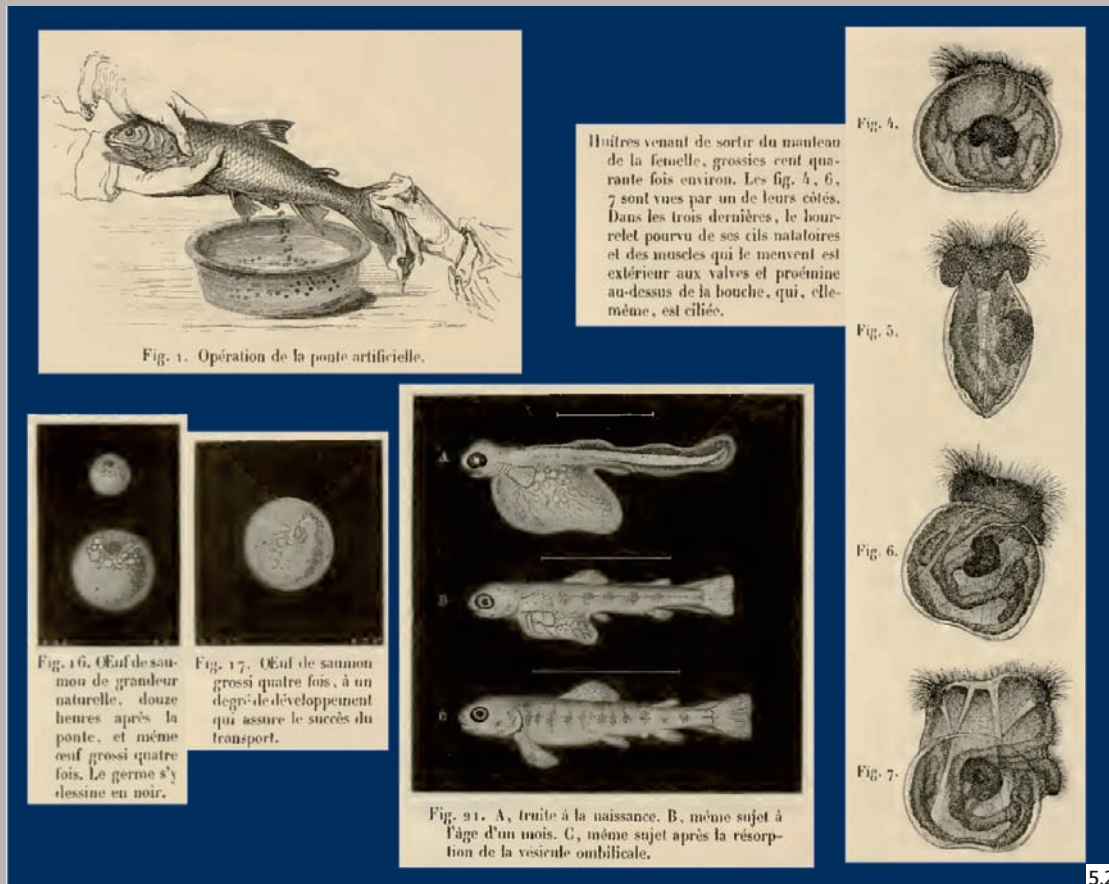 Fig. 1. Opération de la ponte artificielle.
Huîtres venant de sortir du manteau
de la femelle, grossies cent qua-
rante fois environ. Les fig. 4, 6,
7 sont vues par un de leurs côtés.
Dans les trois dernières, le bour-
relet pourvu de ses cils natatoires
et des muscles qui le meuvent est
extérieur aux valves et proémine
au-dessus de la bouche, qui, elle-
même, est ciliée.
Fig. 4.
Fig. 5.
Fig. 6.
Fig. 7.
Fig. 16. Œuf de sau-
mon de grandeur
naturelle, douze
heures après la
ponte, et même
œuf grossi quatre
fois. Le germe s'y
dessine en noir.
Fig. 17. Œuf de saumon
grossi quatre fois, à un
degré de développement
qui assure le succès du
transport.
A
B
C
Fig. 21. A, truite à la naissance. B, même sujet à
l'âge d'un mois. C, même sujet après la résorp-
tion de la vésicule ombilicale.